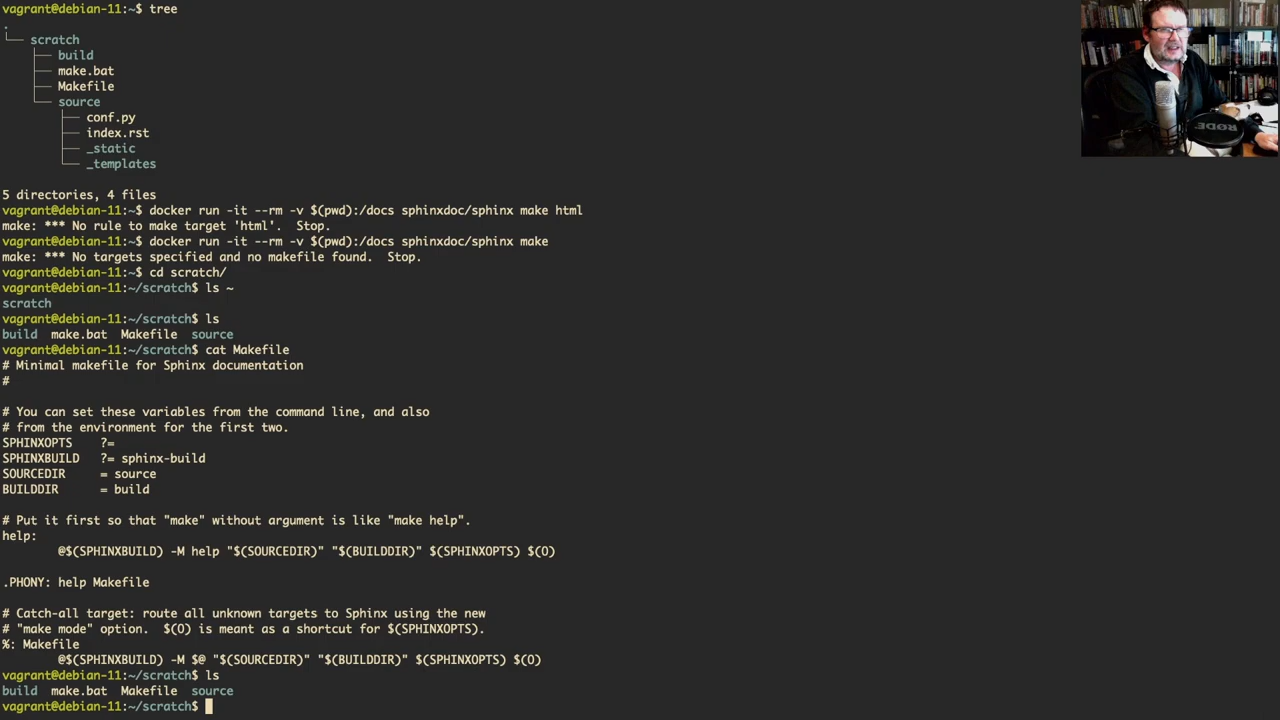 vagrant@debian-11:~$ tree
.
└── scratch
    ├── build
    ├── make.bat
    ├── Makefile
    └── source
        ├── conf.py
        ├── index.rst
        ├── _static
        └── _templates
5 directories, 4 files
vagrant@debian-11:~$ docker run -it --rm -v $(pwd):/docs sphinxdoc/sphinx make html
make: *** No rule to make target 'html'.  Stop.
vagrant@debian-11:~$ docker run -it --rm -v $(pwd):/docs sphinxdoc/sphinx make
make: *** No targets specified and no makefile found.  Stop.
vagrant@debian-11:~$ cd scratch/
vagrant@debian-11:~/scratch$ ls ~
scratch
vagrant@debian-11:~/scratch$ ls
build  make.bat  Makefile  source
vagrant@debian-11:~/scratch$ cat Makefile
# Minimal makefile for Sphinx documentation
#
# You can set these variables from the command line, and also
# from the environment for the first two.
SPHINXOPTS    ?=
SPHINXBUILD   ?= sphinx-build
SOURCEDIR     = source
BUILDDIR      = build
# Put it first so that "make" without argument is like "make help".
help:
        @$(SPHINXBUILD) -M help "$(SOURCEDIR)" "$(BUILDDIR)" $(SPHINXOPTS) $(O)
.PHONY: help Makefile
# Catch-all target: route all unknown targets to Sphinx using the new
# "make mode" option.  $(O) is meant as a shortcut for $(SPHINXOPTS).
%: Makefile
        @$(SPHINXBUILD) -M $@ "$(SOURCEDIR)" "$(BUILDDIR)" $(SPHINXOPTS) $(O)
vagrant@debian-11:~/scratch$ ls
build  make.bat  Makefile  source
vagrant@debian-11:~/scratch$
RØDE